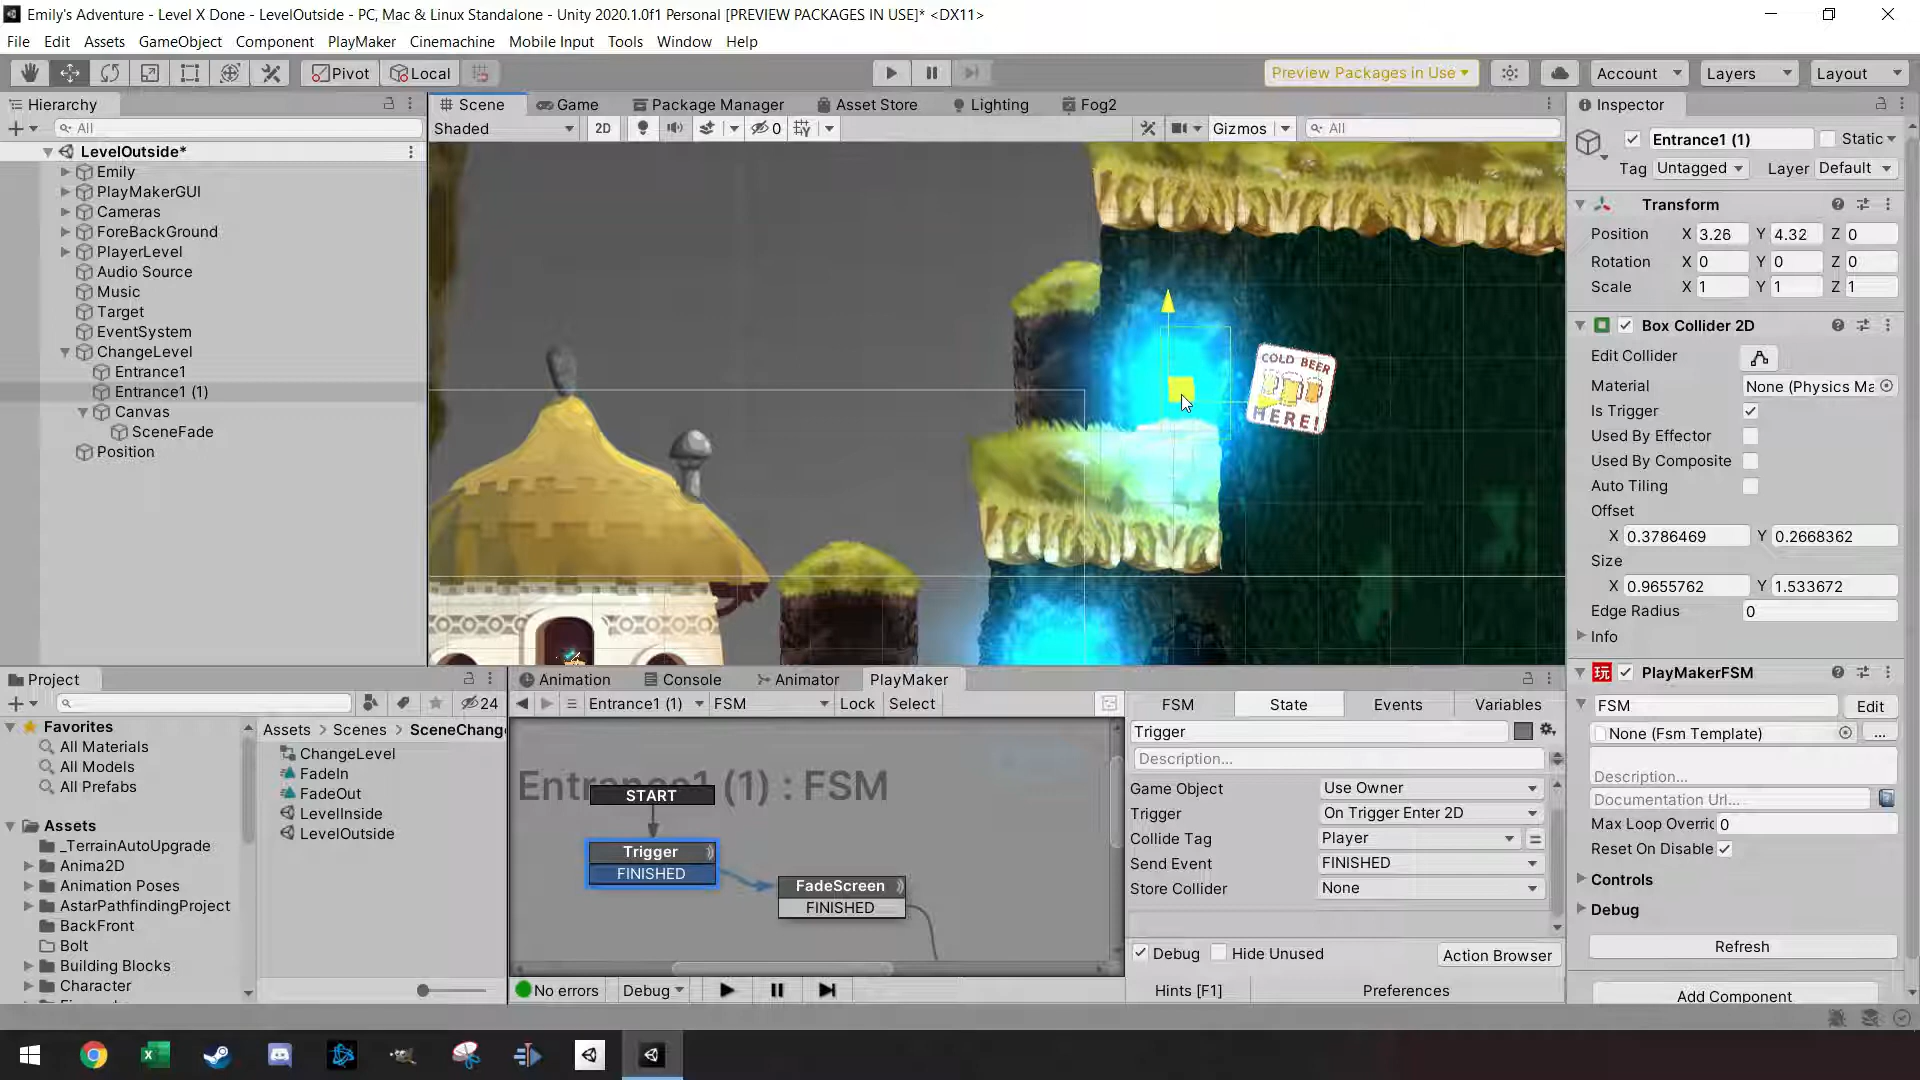 Emily's Adventure - Level X Done - LevelOutside - PC, Mac & Linux Standalone - Unity 2020.1.0f1 Personal [PREVIEW PACKAGES IN USE]* <DX11>
File Edit Assets GameObject Component PlayMaker Cinemachine Mobile Input Tools Window Help
Pivot Local Preview Packages in Use Account Layers Layout
Hierarchy
All
LevelOutside*
Emily
PlayMakerGUI
Cameras
ForeBackGround
PlayerLevel
Audio Source
Music
Target
EventSystem
ChangeLevel
Entrance1
Entrance1 (1)
Canvas
SceneFade
Position
Scene Game Package Manager Asset Store Lighting Fog2
Shaded 2D 0 Gizmos All
COLD BEER
HERE!
Inspector
Entrance1 (1) Static
Tag Untagged Layer Default
Transform
Position X 3.26 Y 4.32 Z 0
Rotation X 0 Y 0 Z 0
Scale X 1 Y 1 Z 1
Box Collider 2D
Edit Collider
Material None (Physics Ma
Is Trigger
Used By Effector
Used By Composite
Auto Tiling
Offset
X 0.3786469 Y 0.2668362
Size
X 0.9655762 Y 1.533672
Edge Radius 0
Info
PlayMakerFSM
FSM Edit
None (Fsm Template) ...
Description...
Documentation Url...
Max Loop Overric 0
Reset On Disable
Controls
Debug
Refresh
Add Component
Project
24
Favorites
All Materials
All Models
All Prefabs
Assets
_TerrainAutoUpgrade
Anima2D
Animation Poses
AstarPathfindingProject
BackFront
Bolt
Building Blocks
Character
Assets > Scenes > SceneChang
ChangeLevel
FadeIn
FadeOut
LevelInside
LevelOutside
Animation Console Animator PlayMaker
Entrance1 (1) FSM Lock Select
Entrance1 (1) : FSM
START
Trigger
FINISHED
FadeScreen
FINISHED
No errors Debug
FSM State Events Variables
Trigger
Description...
Game Object Use Owner
Trigger On Trigger Enter 2D
Collide Tag Player
Send Event FINISHED
Store Collider None
Debug Hide Unused Action Browser
Hints [F1] Preferences